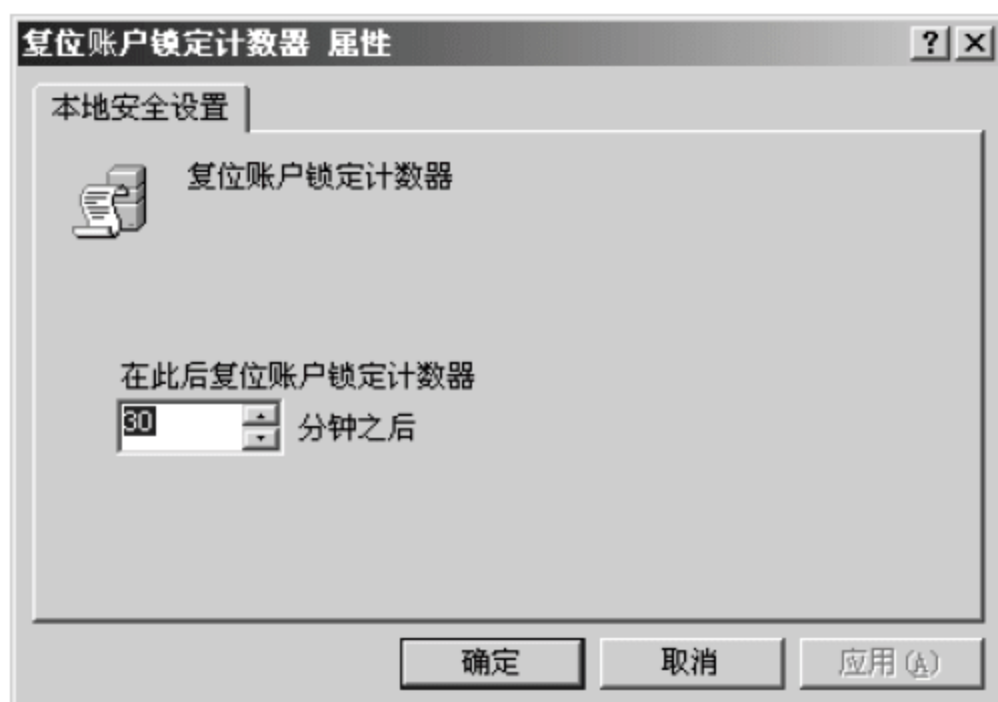 复位账户锁定计数器 属性
本地安全设置
复位账户锁定计数器
在此后复位账户锁定计数器
30 分钟之后
确定 取消 应用(A)